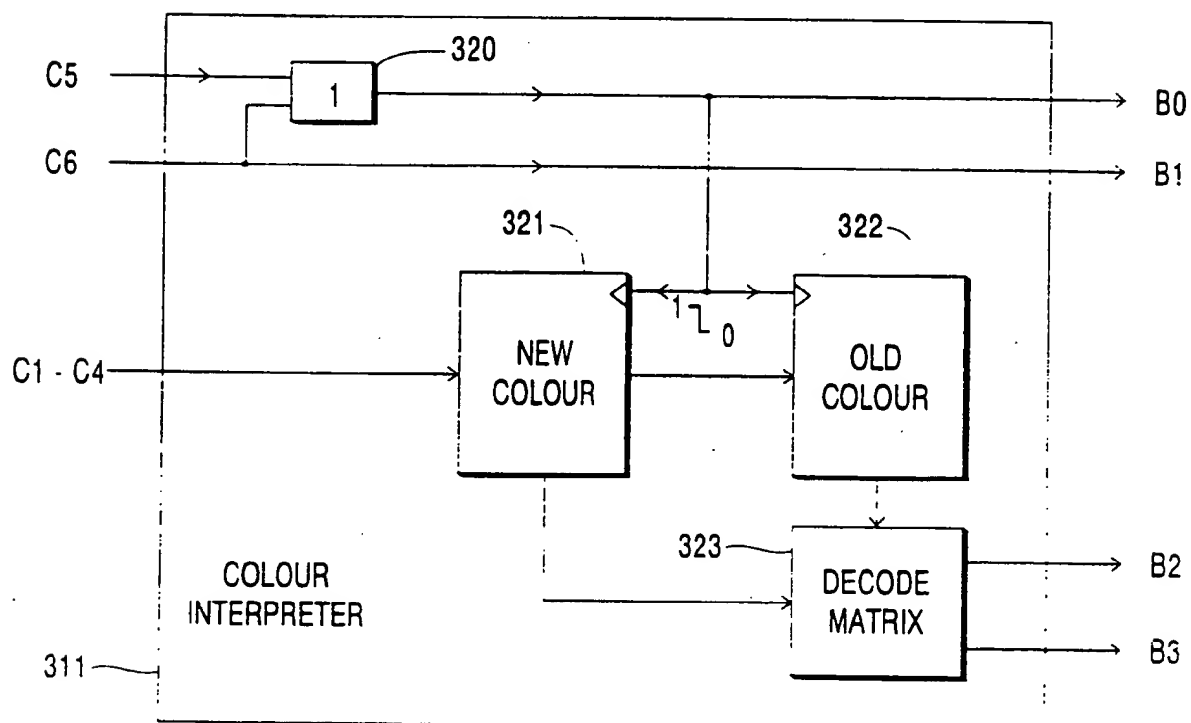 320
C5
1
B0
C6
B1
321
322
1
0
NEW
COLOUR
OLD
COLOUR
C1 - C4
323
COLOUR
INTERPRETER
DECODE
MATRIX
B2
B3
311